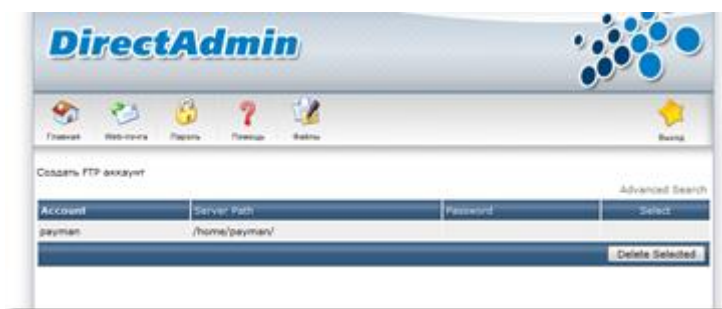 DirectAdmin
Главная Web-почта Пароль Помощь Файлы Выход
Создать FTP аккаунт
Advanced Search
Account Server Path Password Select
payman /home/payman/
Delete Selected